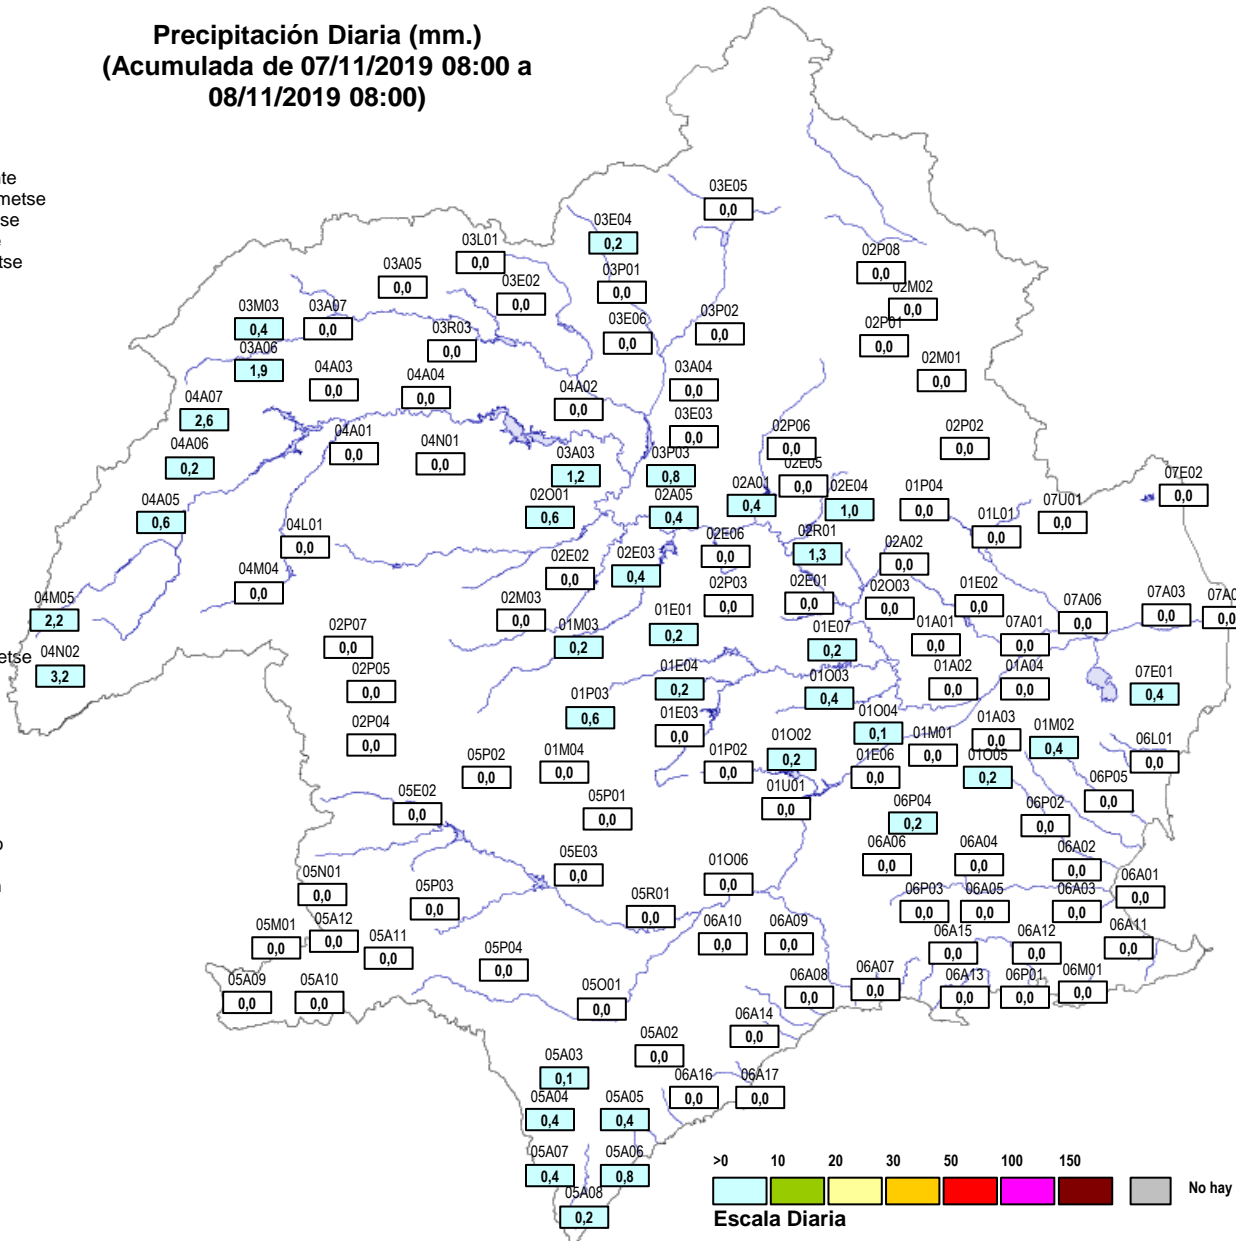 Precipitación Diaria (mm.)
(Acumulada de 07/11/2019 08:00 a
08/11/2019 08:00)
03E05
0,0
03E04
0,2
03L01
0,0
02P08
0,0
03A05
0,0
03P01
0,0
03E02
0,0
02M02
0,0
03M03
0,4
03A07
0,0
03E06
0,0
03P02
0,0
02P01
0,0
03R03
0,0
03A06
1,9
02M01
0,0
04A03
0,0
04A04
0,0
04A02
0,0
03A04
0,0
04A07
2,6
03E03
0,0
04A01
0,0
04N01
0,0
02P06
0,0
02P02
0,0
04A06
0,2
03A03
1,2
03P03
0,8
02E05
0,0
07E02
0,0
04A05
0,6
02O01
0,6
02A05
0,4
02A01
0,4
02E04
1,0
01P04
0,0
07U01
0,0
01L01
0,0
04L01
0,0
02E06
0,0
02R01
1,3
02A02
0,0
02E02
0,0
02E03
0,4
04M04
0,0
02P03
0,0
02E01
0,0
02O03
0,0
01E02
0,0
04M05
2,2
02M03
0,0
07A06
0,0
07A03
0,0
07A0
0,0
02P07
0,0
01M03
0,2
01E01
0,2
01E07
0,2
01A01
0,0
07A01
0,0
etse
04N02
3,2
02P05
0,0
01E04
0,2
01O03
0,4
01A02
0,0
01A04
0,0
07E01
0,4
01P03
0,6
02P04
0,0
01E03
0,0
01O04
0,1
01M01
0,0
01A03
0,0
01M02
0,4
06L01
0,0
05P02
0,0
01M04
0,0
01P02
0,0
01O02
0,2
01E06
0,0
01O05
0,2
05E02
0,0
05P01
0,0
01U01
0,0
06P05
0,0
06P04
0,2
06P02
0,0
05E03
0,0
06A06
0,0
06A04
0,0
06A02
0,0
05N01
0,0
05P03
0,0
05R01
0,0
01O06
0,0
06P03
0,0
06A05
0,0
06A03
0,0
06A01
0,0
05M01
0,0
05A12
0,0
05A11
0,0
06A10
0,0
06A09
0,0
06A15
0,0
06A12
0,0
06A11
0,0
05P04
0,0
05A09
0,0
05A10
0,0
05O01
0,0
06A08
0,0
06A07
0,0
06A13
0,0
06P01
0,0
06M01
0,0
05A02
0,0
06A14
0,0
05A03
0,1
06A16
0,0
06A17
0,0
05A04
0,4
05A05
0,4
05A07
0,4
05A06
0,8
05A08
0,2
>0 10 20 30 50 100 150
No hay
Escala Diaria